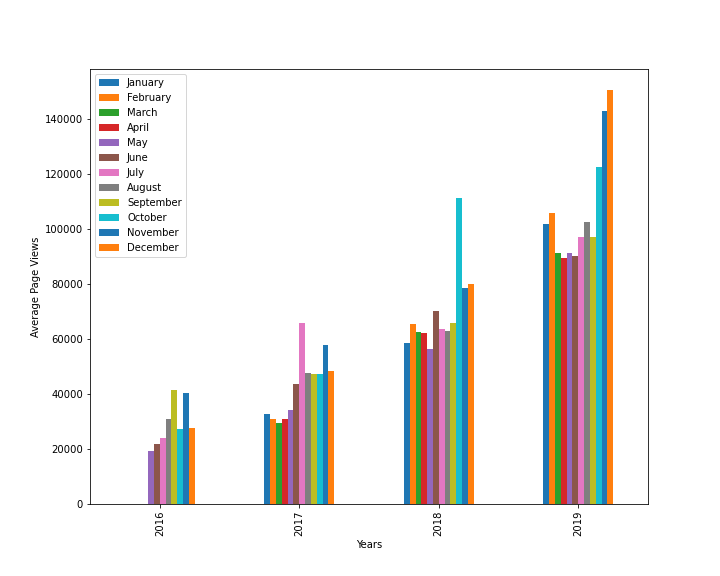 January
February
March
April
May
June
July
August
September
October
November
December
140000
120000
100000
80000
60000
40000
20000
0
Average Page Views
2016
2017
2018
2019
Years